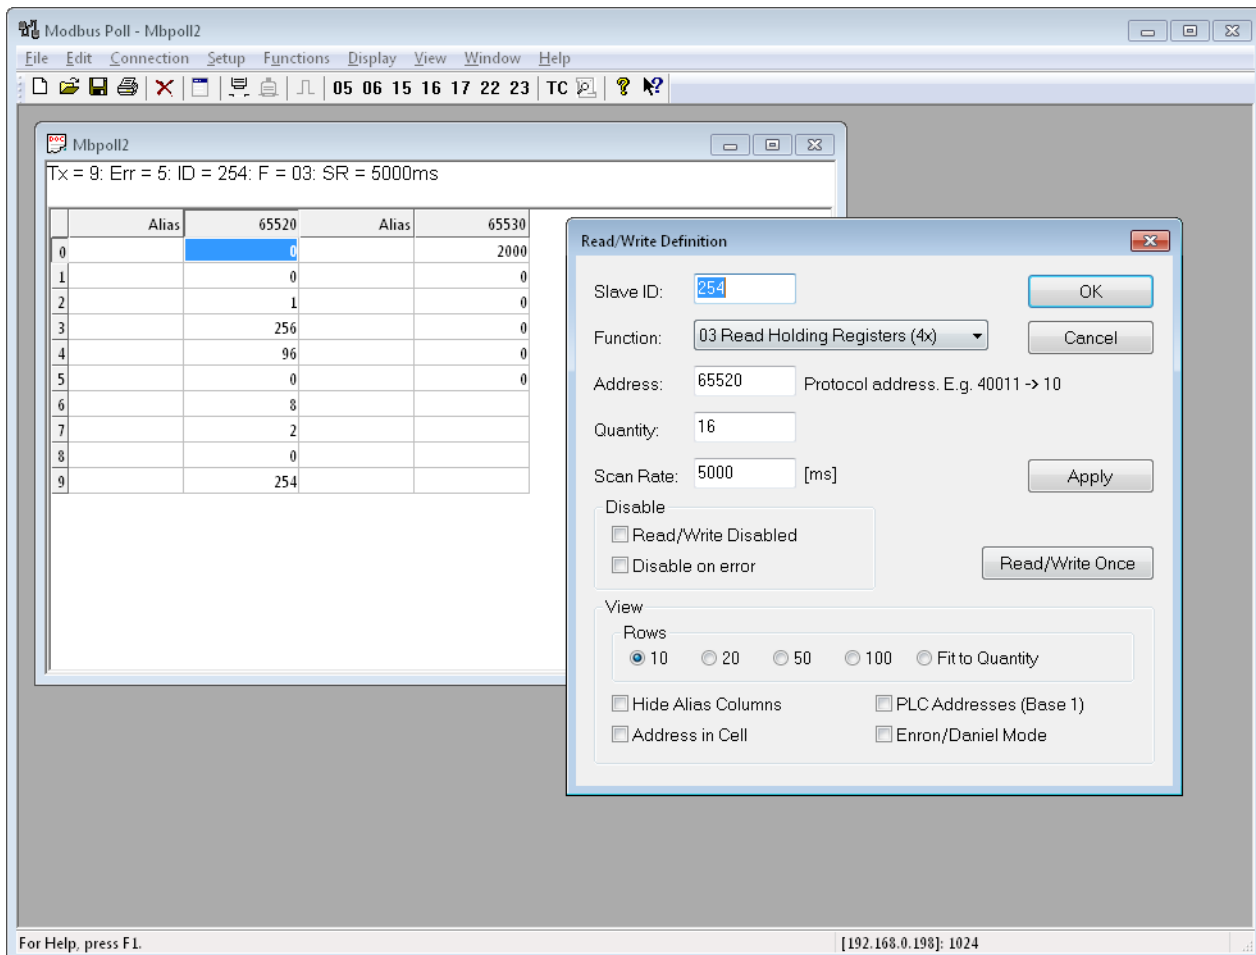 Modbus Poll - Mbpoll2
File Edit Connection Setup Functions Display View Window Help
05 06 15 16 17 22 23 TC
Mbpoll2
Tx = 9: Err = 5: ID = 254: F = 03: SR = 5000ms
Alias 65520 Alias 65530
0 0 2000
1 0 0
2 1 0
3 256 0
4 96 0
5 0 0
6 8
7 2
8 0
9 254
Read/Write Definition
Slave ID: 254 OK
Function: 03 Read Holding Registers (4x) Cancel
Address: 65520 Protocol address. E.g. 40011 -> 10
Quantity: 16
Scan Rate: 5000 [ms] Apply
Disable
Read/Write Disabled
Disable on error Read/Write Once
View
Rows
10 20 50 100 Fit to Quantity
Hide Alias Columns PLC Addresses (Base 1)
Address in Cell Enron/Daniel Mode
For Help, press F1. [192.168.0.198]: 1024